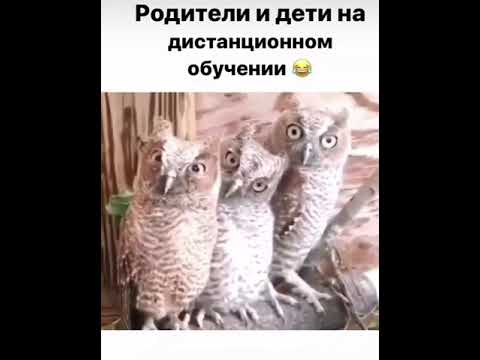 Родители и дети на
дистанционном
обучении 😂